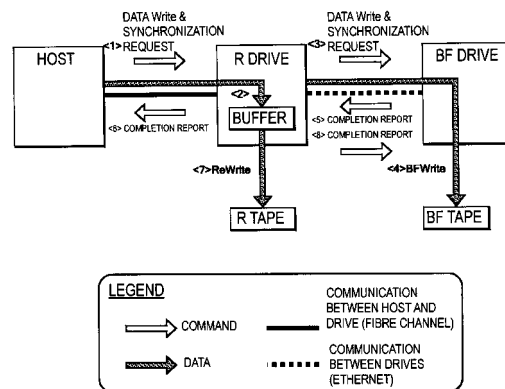 DATA Write &
SYNCHRONIZATION
<1> REQUEST
DATA Write &
SYNCHRONIZATION
<3> REQUEST
HOST
R DRIVE
BF DRIVE
<2>
BUFFER
<6> COMPLETION REPORT
<5> COMPLETION REPORT
<8> COMPLETION REPORT
<7>ReWrite
<4>BFWrite
R TAPE
BF TAPE
LEGEND
COMMAND
DATA
COMMUNICATION
BETWEEN HOST AND
DRIVE (FIBRE CHANNEL)
COMMUNICATION
BETWEEN DRIVES
(ETHERNET)